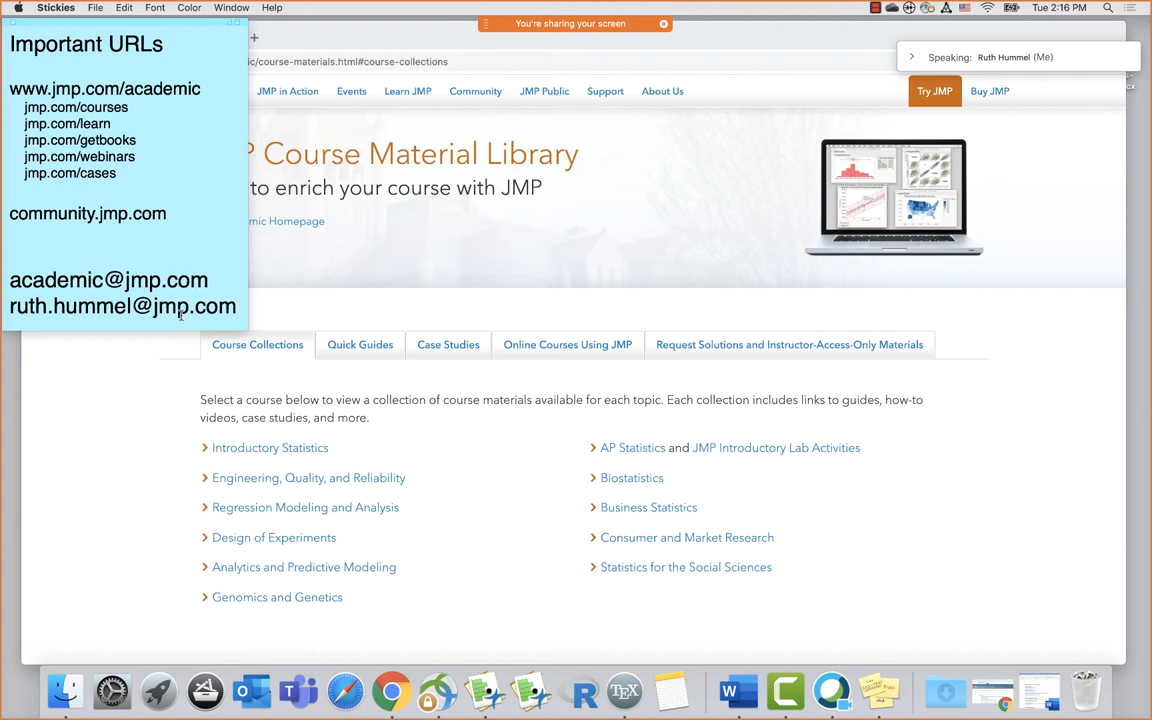 Stickies File Edit Font Color Window Help
Tue 2:16 PM
You're sharing your screen
Speaking: Ruth Hummel (Me)
Important URLs
www.jmp.com/academic
jmp.com/courses
jmp.com/learn
jmp.com/getbooks
jmp.com/webinars
jmp.com/cases
community.jmp.com
academic@jmp.com
ruth.hummel@jmp.com
/course-materials.html#course-collections
JMP in Action Events Learn JMP Community JMP Public Support About Us Try JMP Buy JMP
Course Material Library
to enrich your course with JMP
Homepage
Course Collections Quick Guides Case Studies Online Courses Using JMP Request Solutions and Instructor-Access-Only Materials
Select a course below to view a collection of course materials available for each topic. Each collection includes links to guides, how-to
videos, case studies, and more.
Introductory Statistics
Engineering, Quality, and Reliability
Regression Modeling and Analysis
Design of Experiments
Analytics and Predictive Modeling
Genomics and Genetics
AP Statistics and JMP Introductory Lab Activities
Biostatistics
Business Statistics
Consumer and Market Research
Statistics for the Social Sciences
TEX